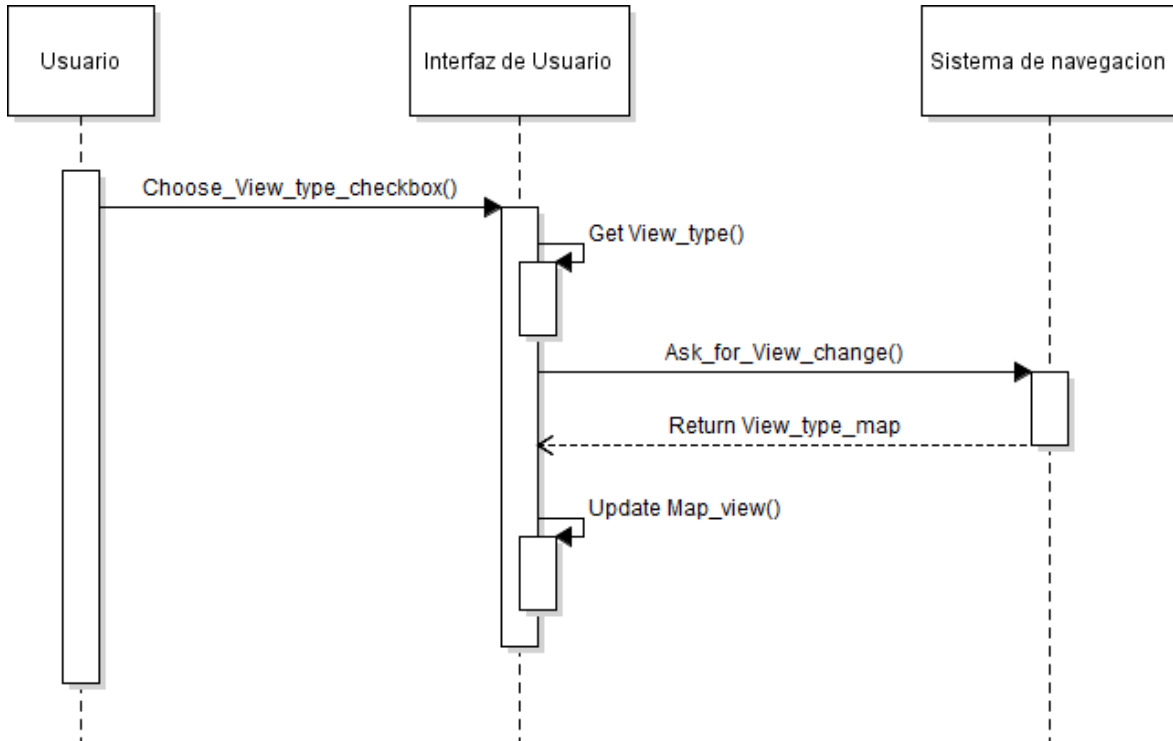 Usuario
Interfaz de Usuario
Sistema de navegacion
Choose_View_type_checkbox()
Get View_type()
Ask_for_View_change()
Return View_type_map
Update Map_view()